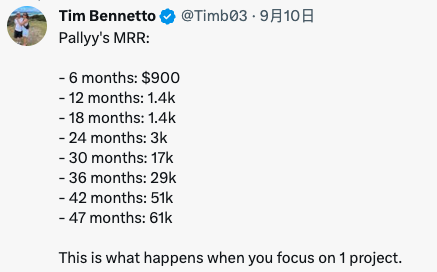 Tim Bennetto @Timb03 · 9月10日
Pallyy's MRR:
- 6 months: $900
- 12 months: 1.4k
- 18 months: 1.4k
- 24 months: 3k
- 30 months: 17k
- 36 months: 29k
- 42 months: 51k
- 47 months: 61k
This is what happens when you focus on 1 project.